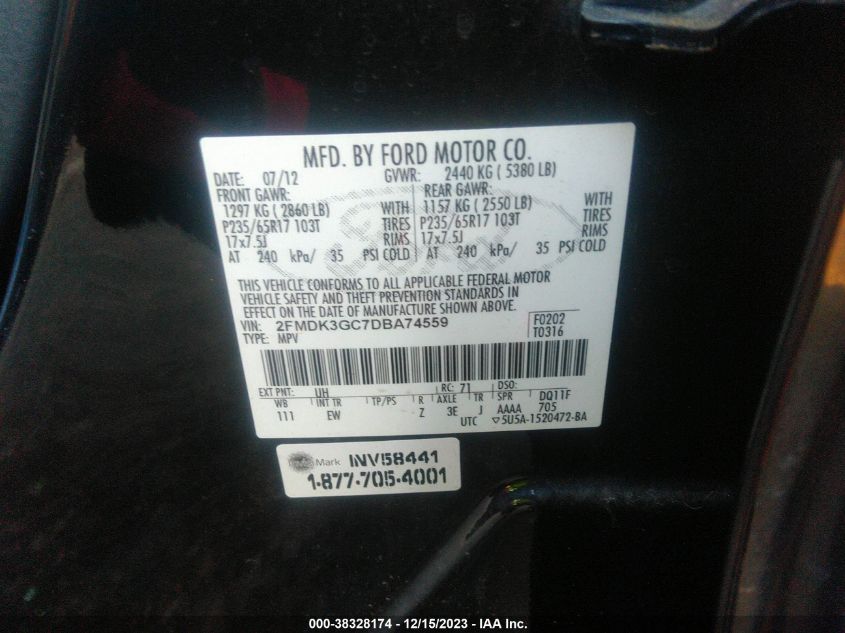 MFD. BY FORD MOTOR CO.
DATE: 07/12 GVWR: 2440 KG ( 5380 LB)
FRONT GAWR: REAR GAWR:
1297 KG ( 2860 LB) WITH 1157 KG ( 2550 LB) WITH
P235/65R17 103T TIRES P235/65R17 103T TIRES
17x7.5J RIMS 17x7.5J RIMS
AT 240 kPa/ 35 PSI COLD AT 240 kPa/ 35 PSI COLD
THIS VEHICLE CONFORMS TO ALL APPLICABLE FEDERAL MOTOR
VEHICLE SAFETY AND THEFT PREVENTION STANDARDS IN
EFFECT ON THE DATE OF MANUFACTURE SHOWN ABOVE.
VIN: 2FMDK3GC7DBA74559 F0202
TYPE: MPV T0316
EXT PNT: UH RC: 71 DSO:
WB INT TR TP/PS R AXLE TR SPR DQ11F
111 EW Z 3E J AAAA 705
UTC ▽5U5A-1520472-BA
Mark INV58441
1-877-705-4001
000-38328174 - 12/15/2023 - U.S.Inc.